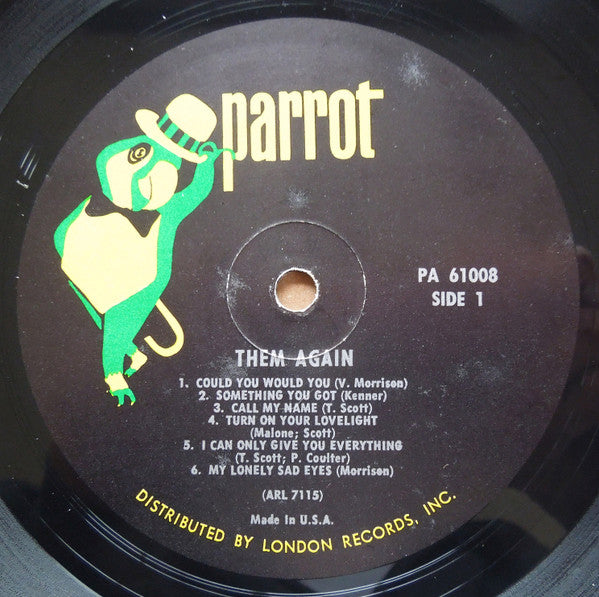 parrot
PA 61008
SIDE 1
THEM AGAIN
1. COULD YOU WOULD YOU (V. Morrison)
2. SOMETHING YOU GOT (Kenner)
3. CALL MY NAME (T. Scott)
4. TURN ON YOUR LOVELIGHT
(Malone; Scott)
5. I CAN ONLY GIVE YOU EVERYTHING
(T. Scott; P. Coulter)
6. MY LONELY SAD EYES (Morrison)
(ARL 7115)
Made in U.S.A.
DISTRIBUTED BY LONDON RECORDS, INC.